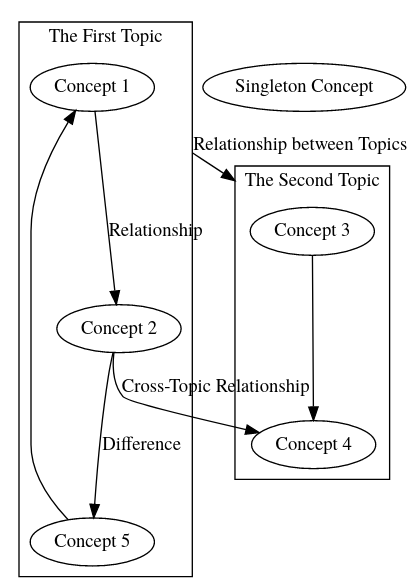 The First Topic
Concept 1
Singleton Concept
Relationship between Topics
The Second Topic
Relationship
Concept 3
Concept 2
Cross-Topic Relationship
Difference
Concept 4
Concept 5